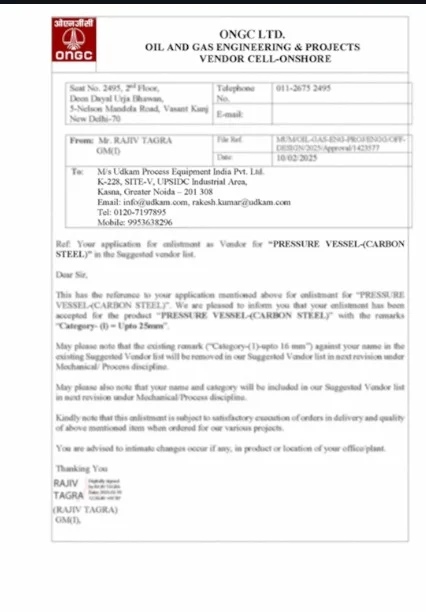 ओएनजीसी
ONGC
ONGC LTD.
OIL AND GAS ENGINEERING & PROJECTS
VENDOR CELL-ONSHORE
Seat No. 2495, 2nd Floor,
Deen Dayal Urja Bhawan,
5-Nelson Mandela Road, Vasant Kunj
New Delhi-70
Telephone No.
011-2675 2495
E-mail:
From: Mr. RAJIV TAGRA
GM(I)
File Ref.
Date:
10/02/2025
To:
M/s Udkam Process Equipment India Pvt. Ltd.
K-228, SITE-V, UPSIDC Industrial Area,
Kasna, Greater Noida – 201 308
Email: info@udkam.com, rakesh.kumar@udkam.com
Tel: 0120-7197895
Mobile: 9953638296
Ref: Your application for enlistment as Vendor for "PRESSURE VESSEL-(CARBON
STEEL)" in the Suggested vendor list.
Dear Sir,
This has the reference to your application mentioned above for enlistment for "PRESSURE
VESSEL-(CARBON STEEL)". We are pleased to inform you that your enlistment has been
accepted for the product "PRESSURE VESSEL-(CARBON STEEL)" with the remarks
"Category- (I) = Upto 25mm".
May please note that the existing remark ("Category-(1)-upto 16 mm") against your name in the
existing Suggested Vendor list will be removed in our Suggested Vendor list in next revision under
Mechanical/ Process discipline.
May please also note that your name and category will be included in our Suggested Vendor list
in next revision under Mechanical/Process discipline.
Kindly note that this enlistment is subject to satisfactory execution of orders in delivery and quality
of above mentioned item when ordered for our various projects.
You are advised to intimate changes occur if any, in product or location of your office/plant.
Thanking You
RAJIV
TAGRA
(RAJIV TAGRA)
GM(I),